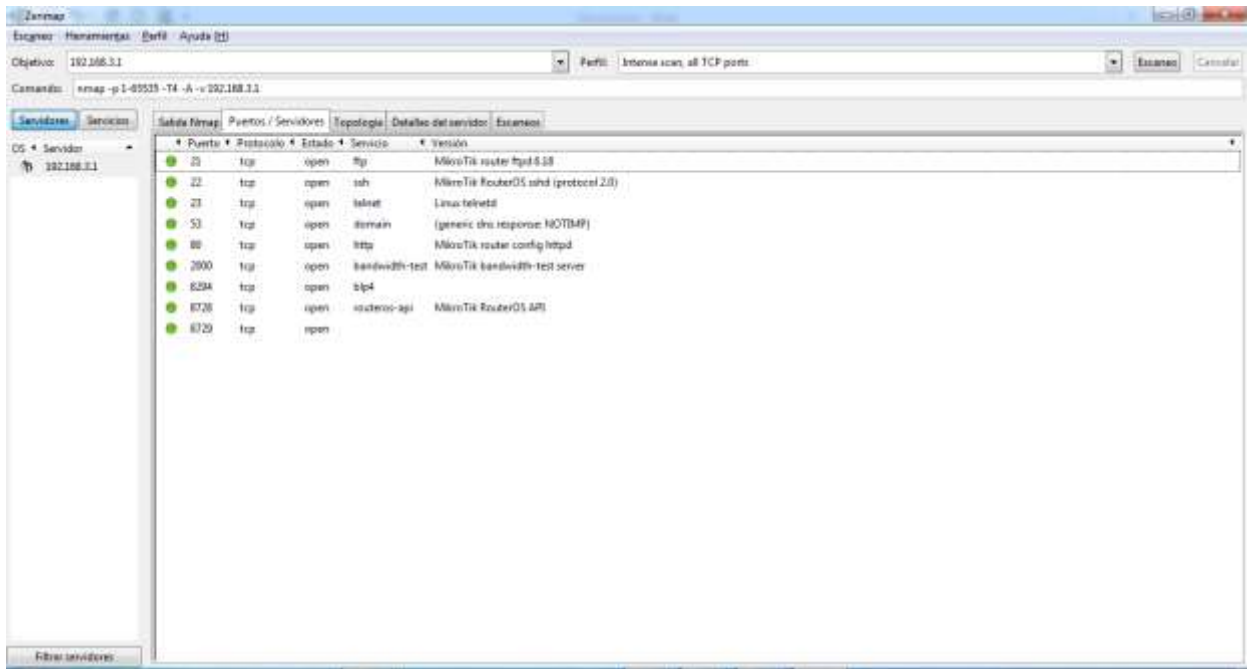 Zenmap
Escaneo Herramientas Perfil Ayuda (H)
Objetivo: 192.168.3.1 Perfil: Intense scan, all TCP ports Escaneo Cancelar
Comando: nmap -p 1-65535 -T4 -A -v 192.168.3.1
Servidores Servicios
OS Servidor
192.168.3.1
Salida Nmap Puertos / Servidores Topología Detalles del servidor Escaneos
Puerto Protocolo Estado Servicio Versión
21 tcp open ftp MikroTik router ftpd 6.18
22 tcp open ssh MikroTik RouterOS sshd (protocol 2.0)
23 tcp open telnet Linux telnetd
53 tcp open domain (generic dns response: NOTIMP)
80 tcp open http MikroTik router config httpd
2000 tcp open bandwidth-test MikroTik bandwidth-test server
8294 tcp open blp4
8728 tcp open routeros-api MikroTik RouterOS API
8729 tcp open
Filtrar servidores